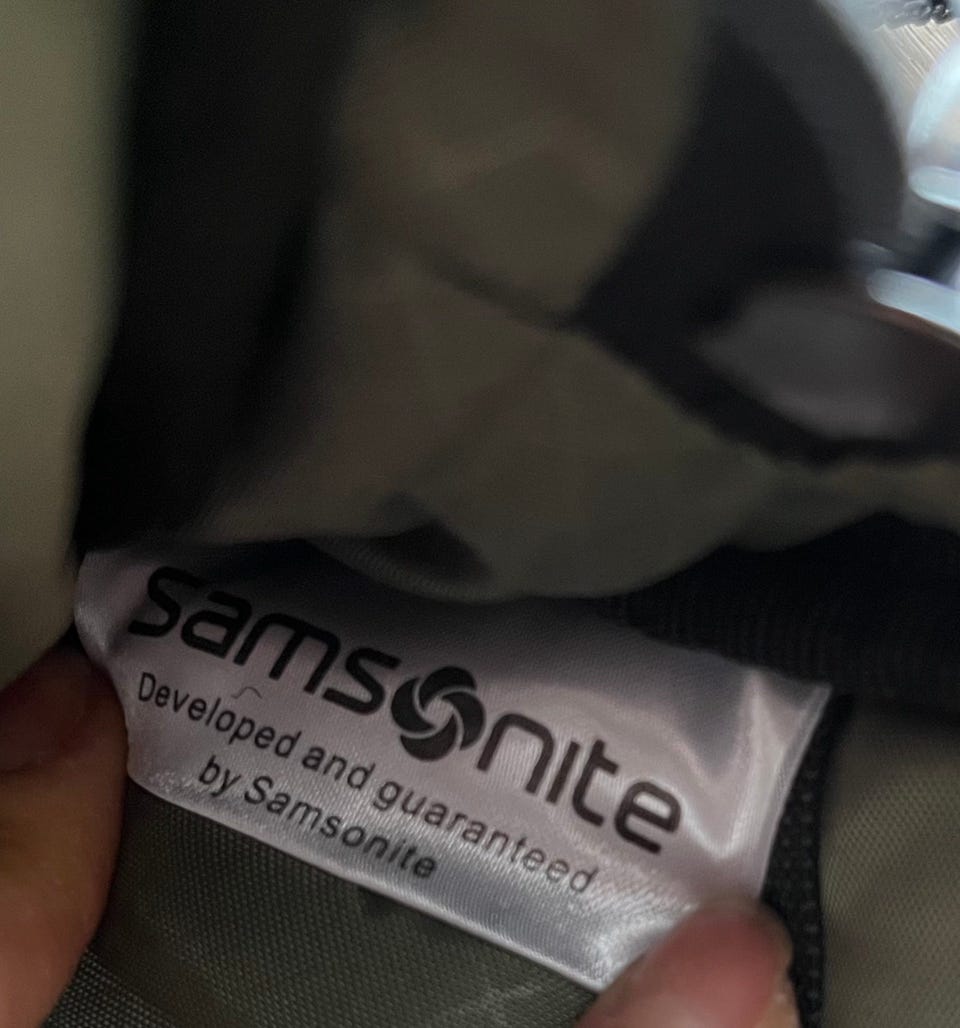 samsonite
Developed and guaranteed
by Samsonite